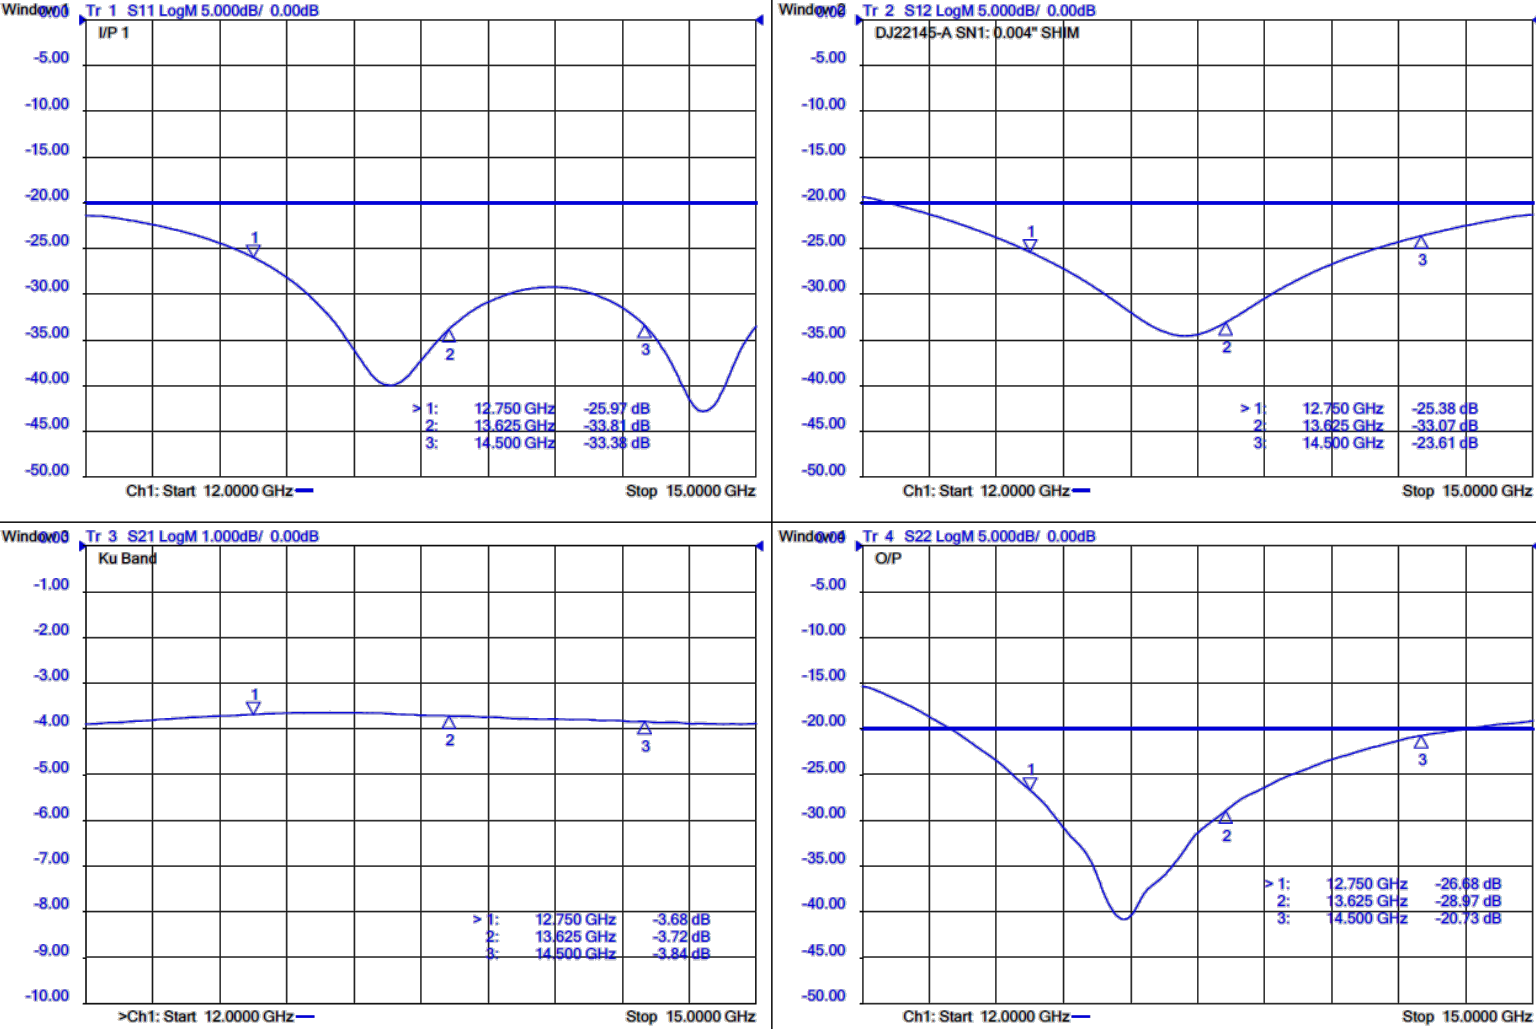 Window 1 0.00 Tr 1 S11 LogM 5.000dB/ 0.00dB
I/P 1
-5.00
-10.00
-15.00
-20.00
-25.00
-30.00
-35.00
-40.00
-45.00
-50.00
1
2
3
> 1: 12.750 GHz -25.97 dB
2: 13.625 GHz -33.81 dB
3: 14.500 GHz -33.38 dB
Ch1: Start 12.0000 GHz Stop 15.0000 GHz
Window 2 0.00 Tr 2 S12 LogM 5.000dB/ 0.00dB
DJ22145-A SN1: 0.004" SHIM
-5.00
-10.00
-15.00
-20.00
-25.00
-30.00
-35.00
-40.00
-45.00
-50.00
1
2
3
> 1: 12.750 GHz -25.38 dB
2: 13.625 GHz -33.07 dB
3: 14.500 GHz -23.61 dB
Ch1: Start 12.0000 GHz Stop 15.0000 GHz
Window 3 0.00 Tr 3 S21 LogM 1.000dB/ 0.00dB
Ku Band
-1.00
-2.00
-3.00
-4.00
-5.00
-6.00
-7.00
-8.00
-9.00
-10.00
1
2
3
> 1: 12.750 GHz -3.68 dB
2: 13.625 GHz -3.72 dB
3: 14.500 GHz -3.84 dB
>Ch1: Start 12.0000 GHz Stop 15.0000 GHz
Window 4 0.00 Tr 4 S22 LogM 5.000dB/ 0.00dB
O/P
-5.00
-10.00
-15.00
-20.00
-25.00
-30.00
-35.00
-40.00
-45.00
-50.00
1
2
3
> 1: 12.750 GHz -26.68 dB
2: 13.625 GHz -28.97 dB
3: 14.500 GHz -20.73 dB
Ch1: Start 12.0000 GHz Stop 15.0000 GHz